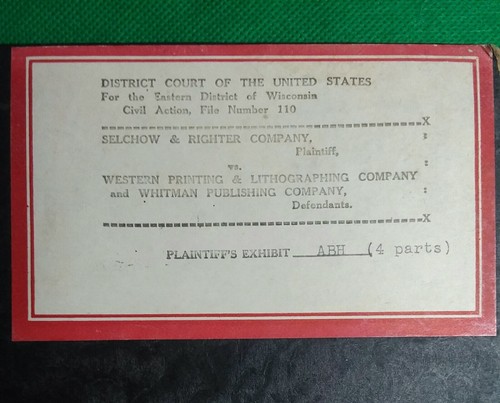 DISTRICT COURT OF THE UNITED STATES
For the Eastern District of Wisconsin
Civil Action, File Number 110
SELCHOW & RIGHTER COMPANY,
Plaintiff,
vs.
WESTERN PRINTING & LITHOGRAPHING COMPANY
and WHITMAN PUBLISHING COMPANY,
Defendants.
PLAINTIFF'S EXHIBIT ABH (4 parts)